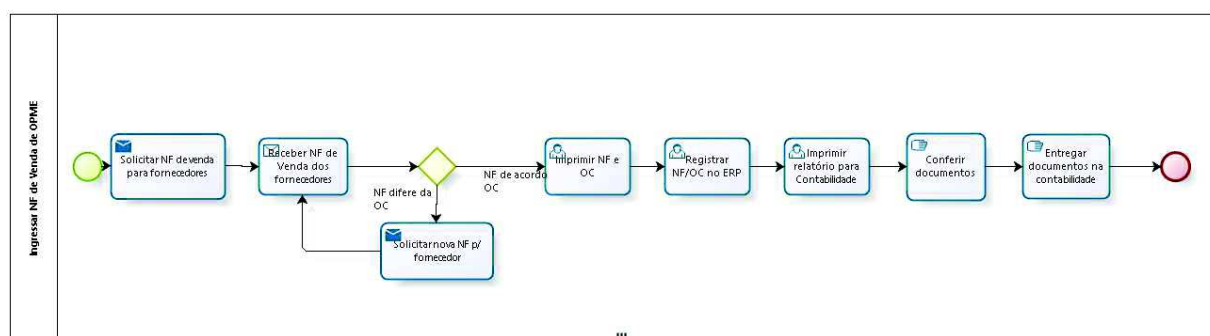 Ingressar NF de Venda de OPME
Solicitar NF de venda
para fornecedores
Receber NF de
Venda dos
fornecedores
NF difere da
OC
NF de acordo
OC
Solicitar nova NF p/
fornecedor
Imprimir NF e
OC
Registrar
NF/OC no ERP
Imprimir
relatório para
Contabilidade
Conferir
documentos
Entregar
documentos na
contabilidade